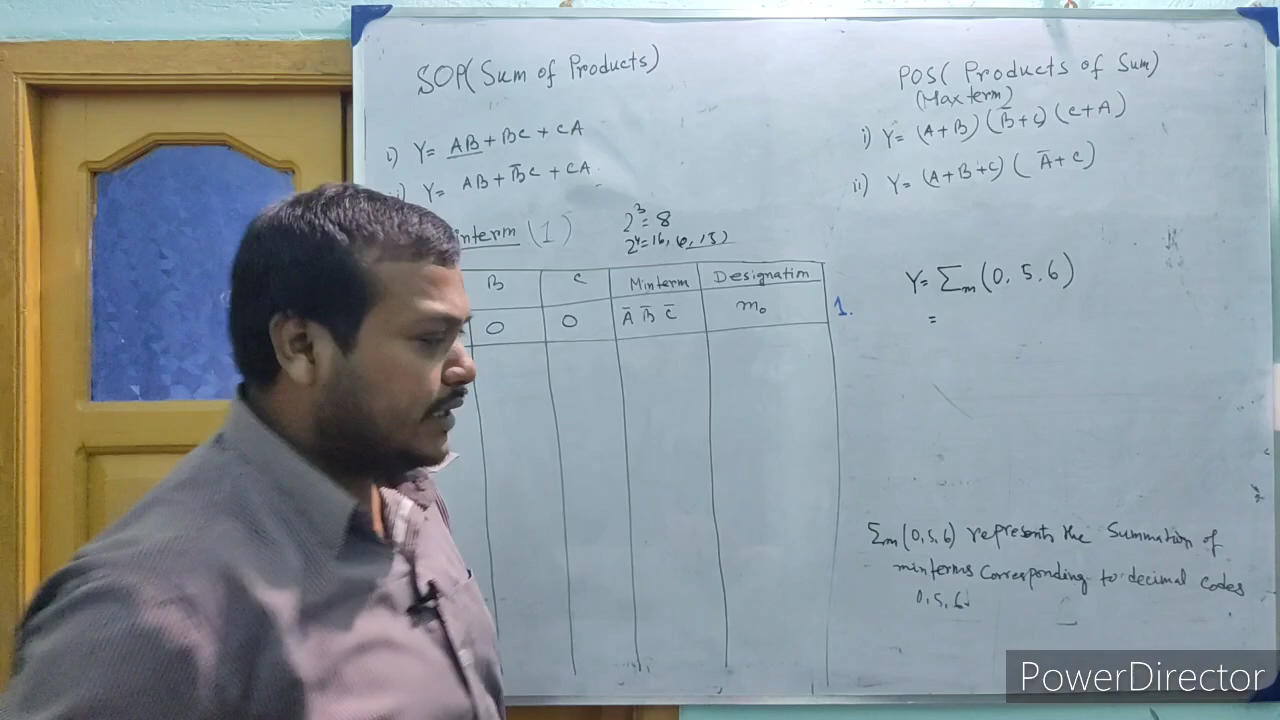 SOP (Sum of Products)
i) Y= AB + BC + CA
Y= AB + B̅C + CA
interm (1)
2³= 8
2⁴=16, 0, 15)
B C Minterm Designation
0 0 A̅ B̅ C̅ m₀
POS ( Products of Sum)
(Max term)
i) Y= (A+B) (B̅+C) (C+A)
ii) Y= (A+B+C) ( A̅+C)
1. Y= Σm (0, 5, 6)
=
Σm (0,5,6) represents the Summation of
minterms Corresponding to decimal codes
0,5,6.
PowerDirector